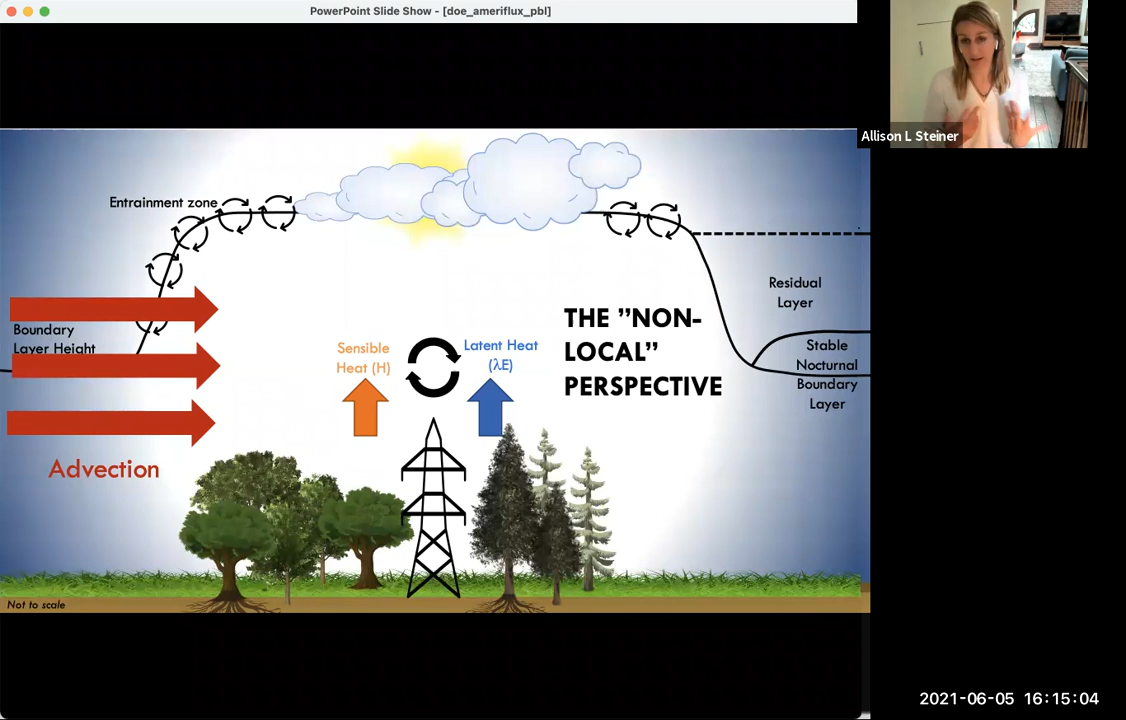 PowerPoint Slide Show - [doe_ameriflux_pbl]
Allison L Steiner
Entrainment zone
Residual
Layer
Boundary
Layer Height
THE ”NON-
LOCAL”
PERSPECTIVE
Sensible
Heat (H)
Latent Heat
(λE)
Stable
Nocturnal
Boundary
Layer
Advection
Not to scale
2021-06-05 16:15:04